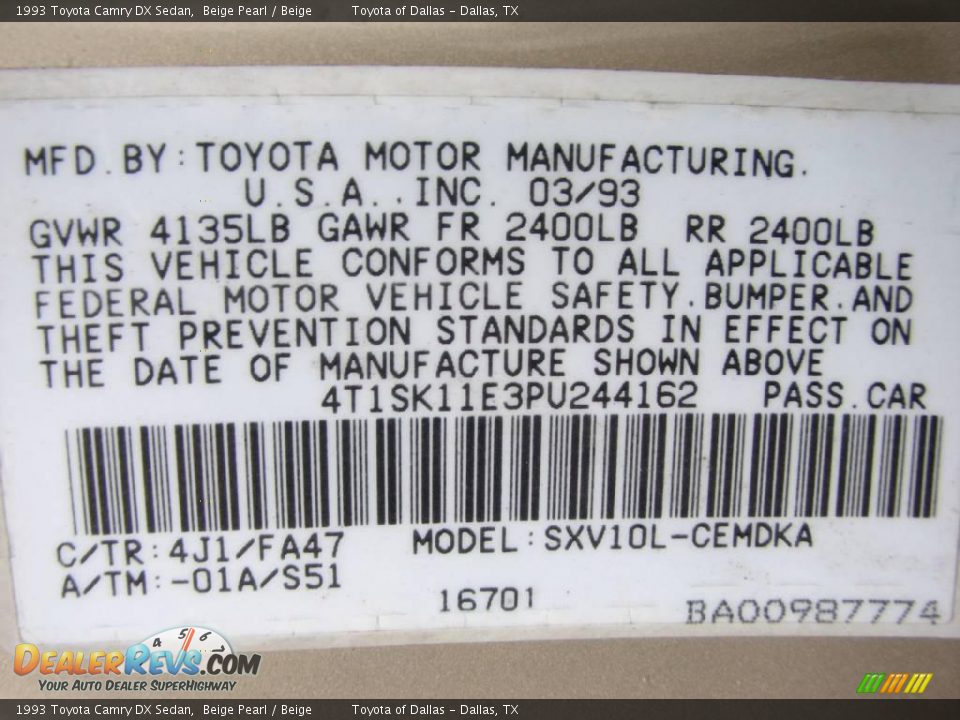 1993 Toyota Camry DX Sedan, Beige Pearl / Beige Toyota of Dallas - Dallas, TX
MFD.BY:TOYOTA MOTOR MANUFACTURING.
U.S.A..INC. 03/93
GVWR 4135LB GAWR FR 2400LB RR 2400LB
THIS VEHICLE CONFORMS TO ALL APPLICABLE
FEDERAL MOTOR VEHICLE SAFETY.BUMPER.AND
THEFT PREVENTION STANDARDS IN EFFECT ON
THE DATE OF MANUFACTURE SHOWN ABOVE
4T1SK11E3PU244162 PASS.CAR
C/TR:4J1/FA47 MODEL:SXV10L-CEMDKA
A/TM:-01A/S51
16701 BA00987774
4 5 6 7
DEALERREVS.COM
YOUR AUTO DEALER SUPERHIGHWAY
1993 Toyota Camry DX Sedan, Beige Pearl / Beige Toyota of Dallas - Dallas, TX